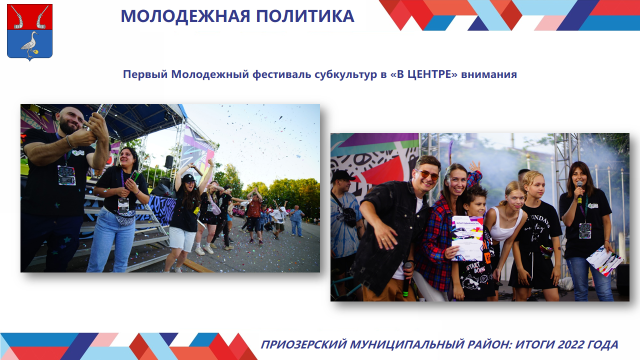 МОЛОДЕЖНАЯ ПОЛИТИКА
Первый Молодежный фестиваль субкультур в «В ЦЕНТРЕ» внимания
ПРИОЗЕРСКИЙ МУНИЦИПАЛЬНЫЙ РАЙОН: ИТОГИ 2022 ГОДА